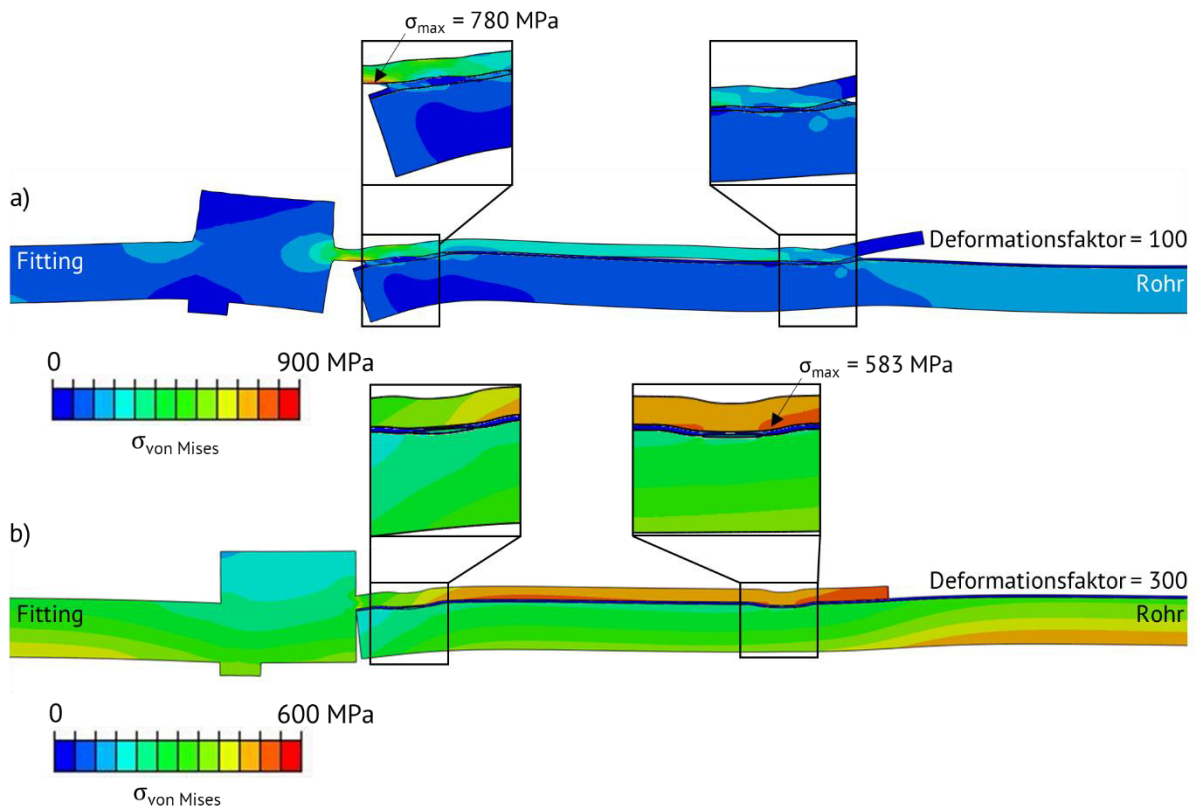 σmax = 780 MPa
a)
Fitting
Deformationsfaktor = 100
Rohr
0 900 MPa
σvon Mises
σmax = 583 MPa
b)
Fitting
Deformationsfaktor = 300
Rohr
0 600 MPa
σvon Mises